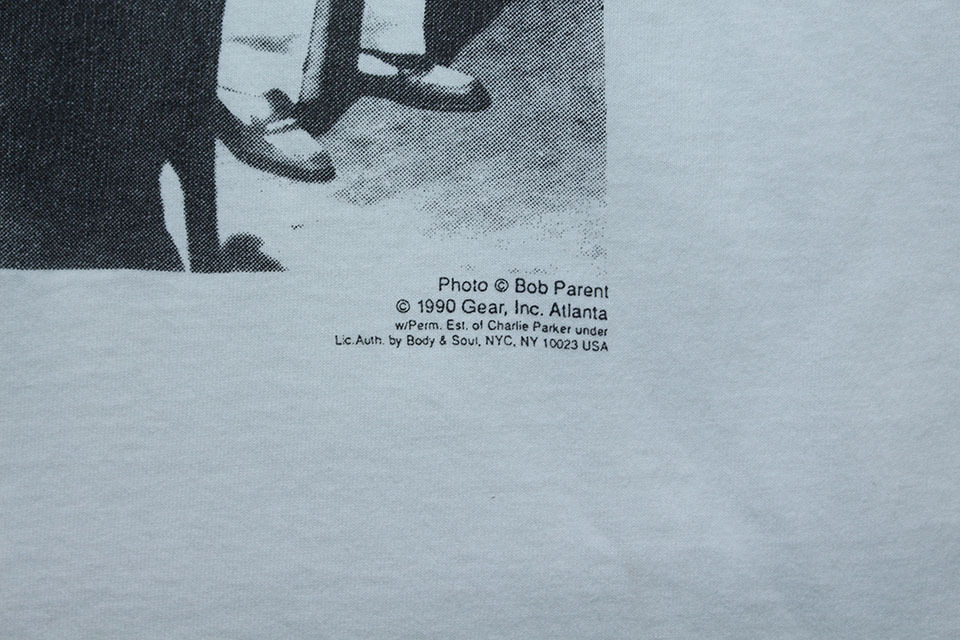 Photo © Bob Parent
© 1990 Gear, Inc. Atlanta
w/Perm. Est. of Charlie Parker under
Lic.Auth. by Body & Soul, NYC, NY 10023 USA